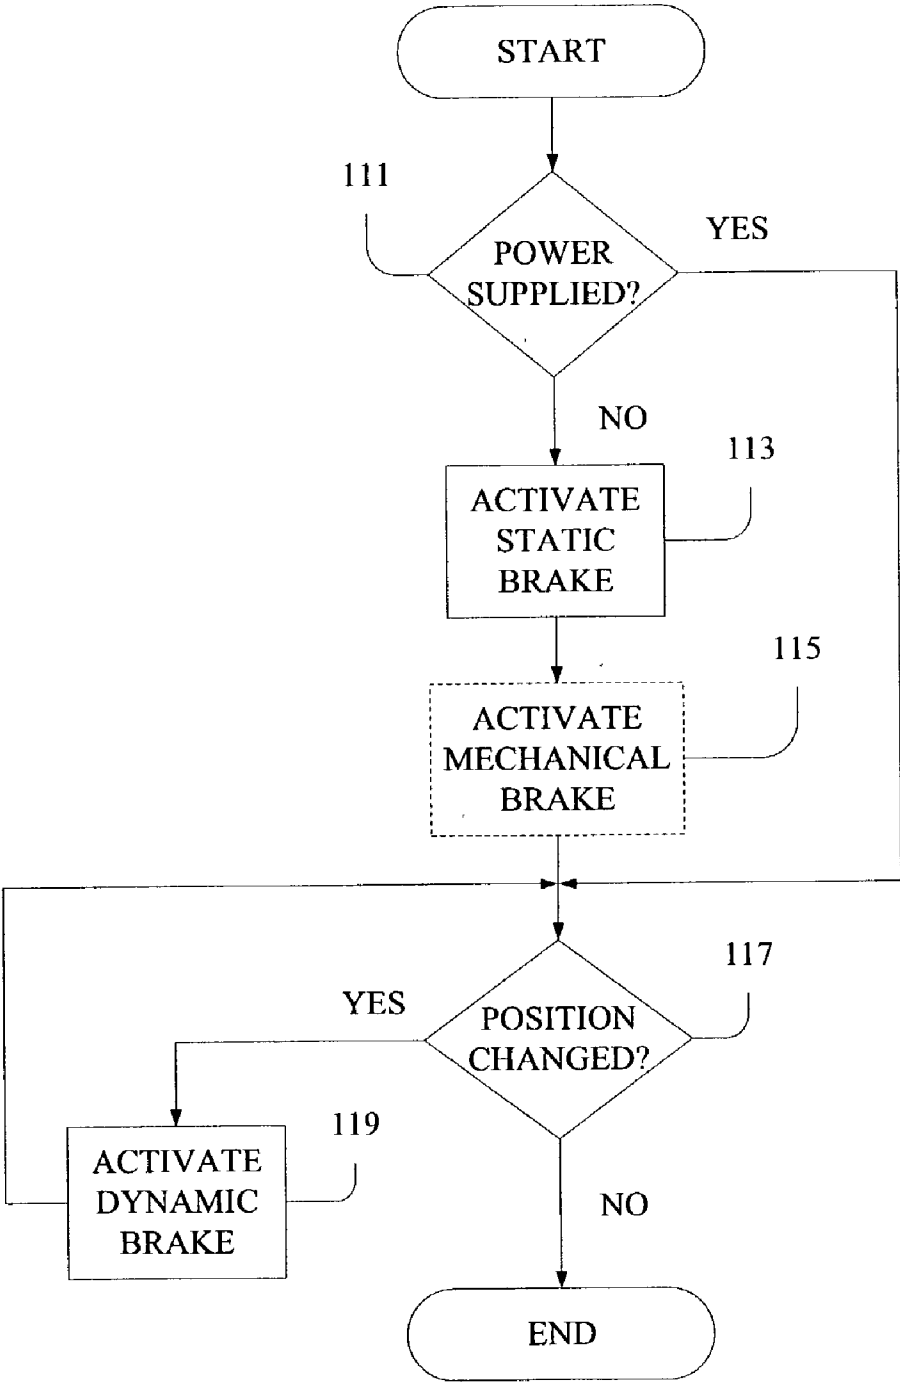 START
111
YES
POWER
SUPPLIED?
NO
113
ACTIVATE
STATIC
BRAKE
115
ACTIVATE
MECHANICAL
BRAKE
117
YES
POSITION
CHANGED?
119
ACTIVATE
DYNAMIC
BRAKE
NO
END